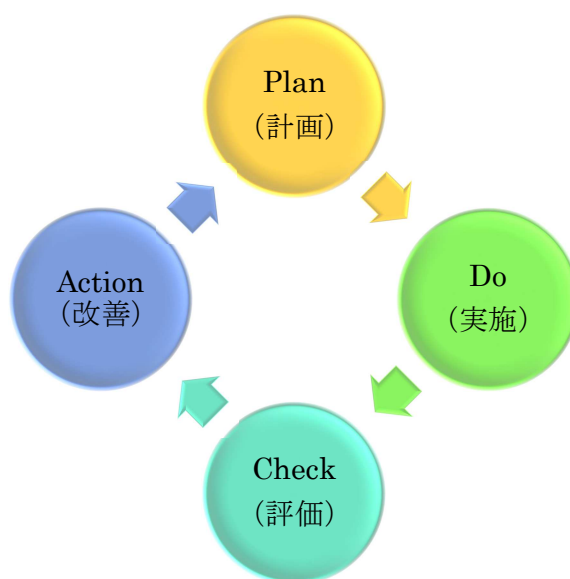 Plan
（計画）
Do
（実施）
Check
（評価）
Action
（改善）